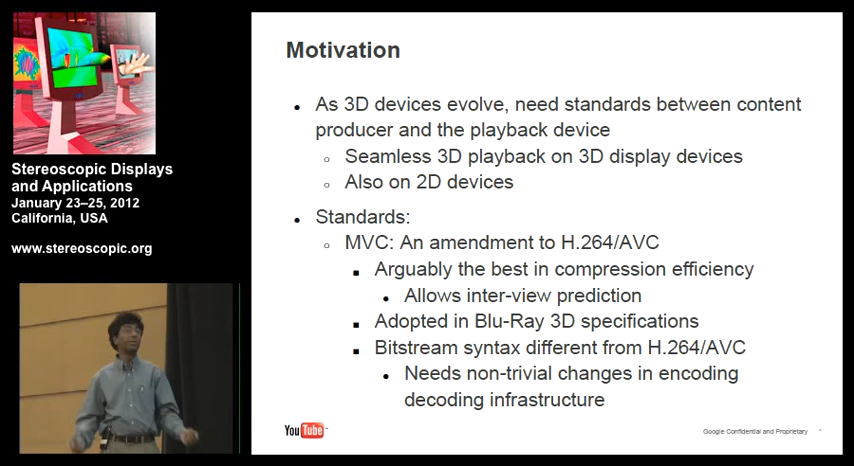 Stereoscopic Displays
and Applications
January 23–25, 2012
California, USA
www.stereoscopic.org
Motivation
• As 3D devices evolve, need standards between content
producer and the playback device
○ Seamless 3D playback on 3D display devices
○ Also on 2D devices
• Standards:
○ MVC: An amendment to H.264/AVC
■ Arguably the best in compression efficiency
● Allows inter-view prediction
■ Adopted in Blu-Ray 3D specifications
■ Bitstream syntax different from H.264/AVC
● Needs non-trivial changes in encoding
decoding infrastructure
YouTube
Google Confidential and Proprietary